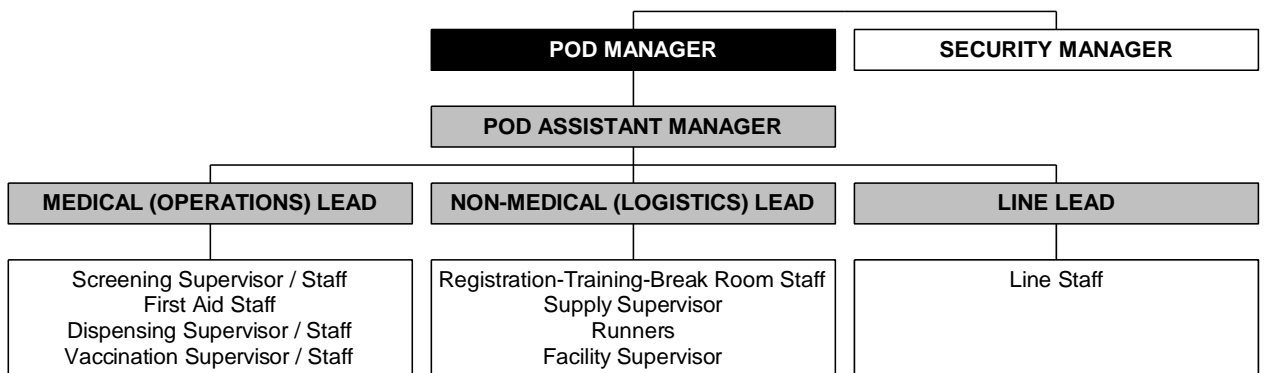 POD MANAGER
SECURITY MANAGER
POD ASSISTANT MANAGER
MEDICAL (OPERATIONS) LEAD
NON-MEDICAL (LOGISTICS) LEAD
LINE LEAD
Screening Supervisor / Staff
First Aid Staff
Dispensing Supervisor / Staff
Vaccination Supervisor / Staff
Registration-Training-Break Room Staff
Supply Supervisor
Runners
Facility Supervisor
Line Staff